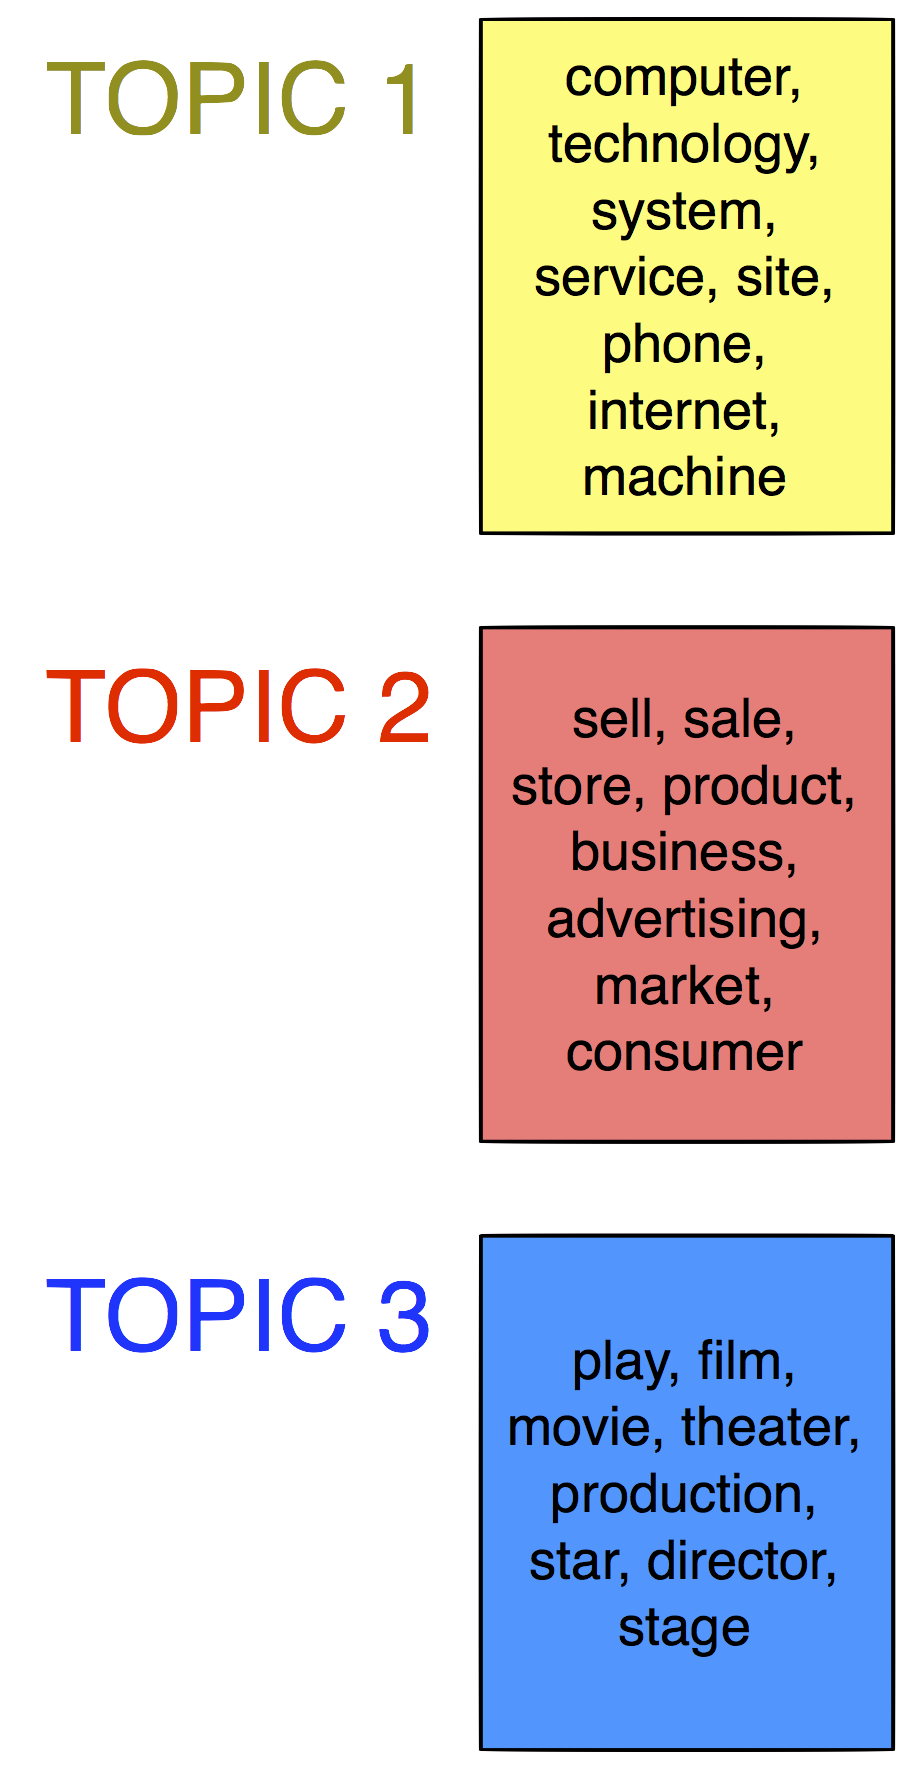 TOPIC 1
computer,
technology,
system,
service, site,
phone,
internet,
machine
TOPIC 2
sell, sale,
store, product,
business,
advertising,
market,
consumer
TOPIC 3
play, film,
movie, theater,
production,
star, director,
stage